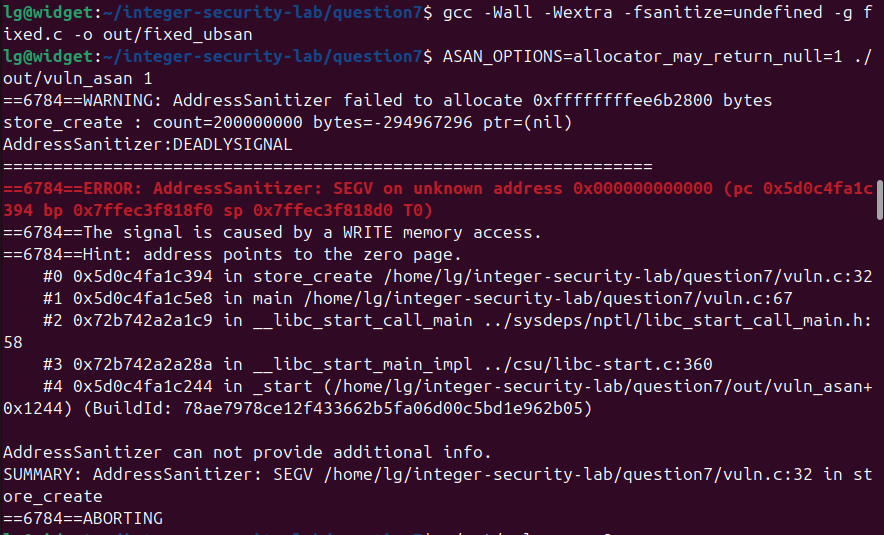 lg@widget:~/integer-security-lab/question7$ gcc -Wall -Wextra -fsanitize=undefined -g f
ixed.c -o out/fixed_ubsan
lg@widget:~/integer-security-lab/question7$ ASAN_OPTIONS=allocator_may_return_null=1 ./
out/vuln_asan 1
==6784==WARNING: AddressSanitizer failed to allocate 0xffffffffee6b2800 bytes
store_create : count=200000000 bytes=-294967296 ptr=(nil)
AddressSanitizer:DEADLYSIGNAL
=================================================================
==6784==ERROR: AddressSanitizer: SEGV on unknown address 0x000000000000 (pc 0x5d0c4fa1c
394 bp 0x7ffec3f818f0 sp 0x7ffec3f818d0 T0)
==6784==The signal is caused by a WRITE memory access.
==6784==Hint: address points to the zero page.
    #0 0x5d0c4fa1c394 in store_create /home/lg/integer-security-lab/question7/vuln.c:32
    #1 0x5d0c4fa1c5e8 in main /home/lg/integer-security-lab/question7/vuln.c:67
    #2 0x72b742a2a1c9 in __libc_start_call_main ../sysdeps/nptl/libc_start_call_main.h:
58
    #3 0x72b742a2a28a in __libc_start_main_impl ../csu/libc-start.c:360
    #4 0x5d0c4fa1c244 in _start (/home/lg/integer-security-lab/question7/out/vuln_asan+
0x1244) (BuildId: 78ae7978ce12f433662b5fa06d00c5bd1e962b05)

AddressSanitizer can not provide additional info.
SUMMARY: AddressSanitizer: SEGV /home/lg/integer-security-lab/question7/vuln.c:32 in st
ore_create
==6784==ABORTING